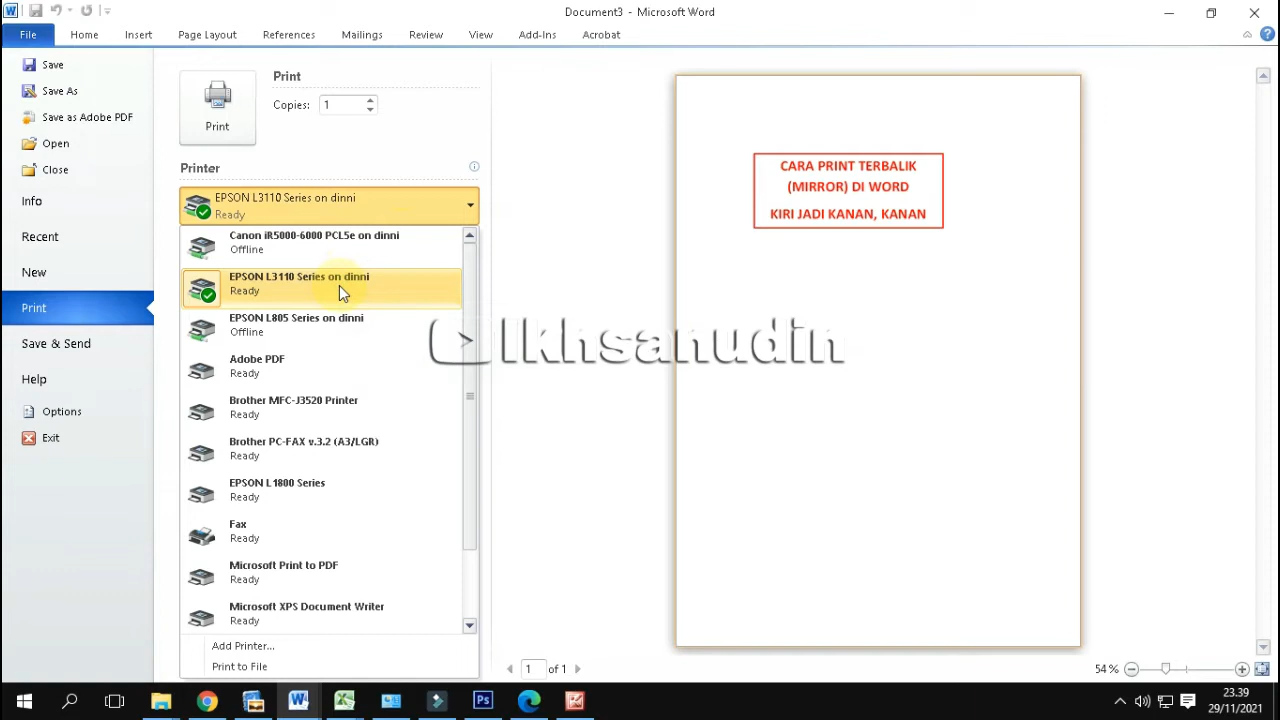 Document3 - Microsoft Word
File Home Insert Page Layout References Mailings Review View Add-Ins Acrobat
Save
Save As
Save as Adobe PDF
Open
Close
Info
Recent
New
Print
Save & Send
Help
Options
Exit
Print
Print
Copies: 1
Printer
EPSON L3110 Series on dinni
Ready
Canon iR5000-6000 PCL5e on dinni
Offline
EPSON L3110 Series on dinni
Ready
EPSON L805 Series on dinni
Offline
Adobe PDF
Ready
Brother MFC-J3520 Printer
Ready
Brother PC-FAX v.3.2 (A3/LGR)
Ready
EPSON L1800 Series
Ready
Fax
Ready
Microsoft Print to PDF
Ready
Microsoft XPS Document Writer
Ready
Add Printer...
Print to File
CARA PRINT TERBALIK
(MIRROR) DI WORD
KIRI JADI KANAN, KANAN
Ikhsanudin
1 of 1
54 %
23.39
29/11/2021